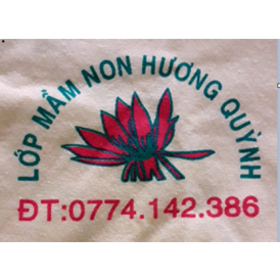 LỚP MẦM NON HƯƠNG QUỲNH
ĐT:0774.142.386